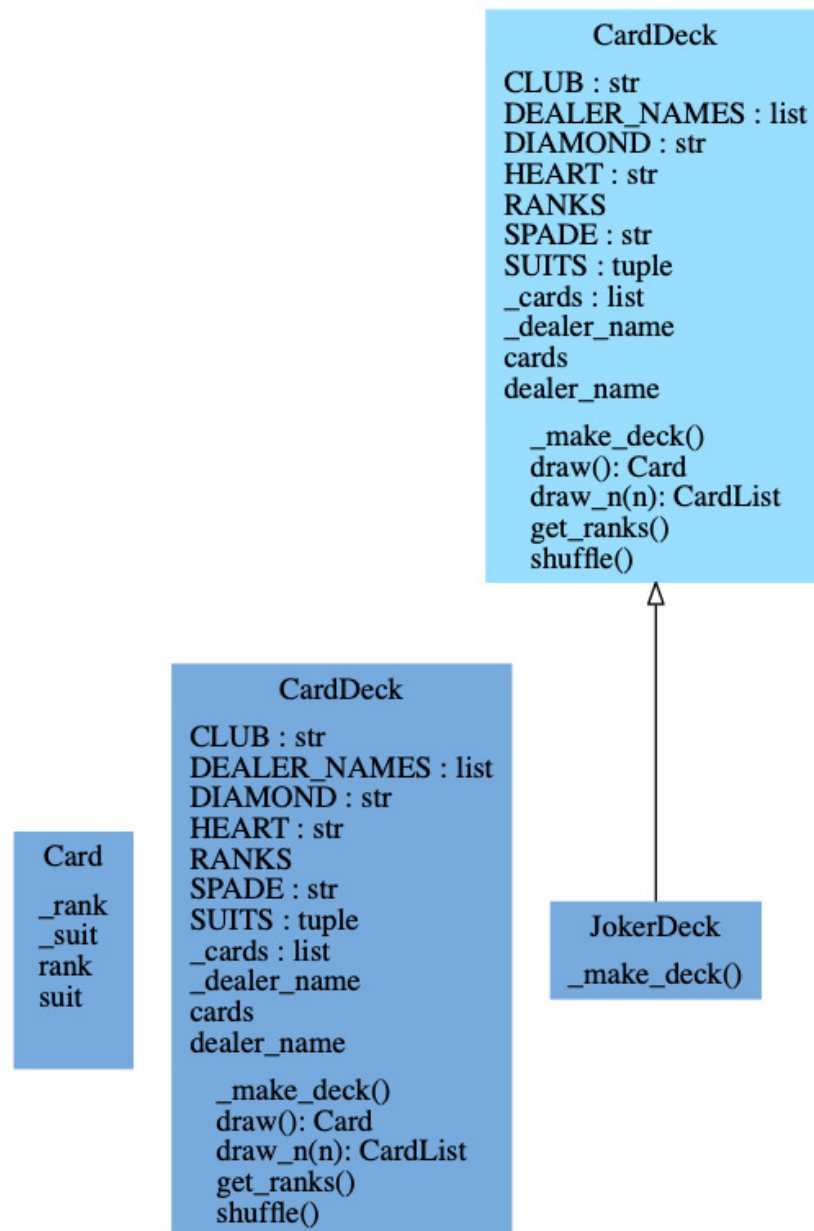 CardDeck
CLUB : str
DEALER_NAMES : list
DIAMOND : str
HEART : str
RANKS
SPADE : str
SUITS : tuple
_cards : list
_dealer_name
cards
dealer_name
_make_deck()
draw(): Card
draw_n(n): CardList
get_ranks()
shuffle()
Card
_rank
_suit
rank
suit
CardDeck
CLUB : str
DEALER_NAMES : list
DIAMOND : str
HEART : str
RANKS
SPADE : str
SUITS : tuple
_cards : list
_dealer_name
cards
dealer_name
_make_deck()
draw(): Card
draw_n(n): CardList
get_ranks()
shuffle()
JokerDeck
_make_deck()